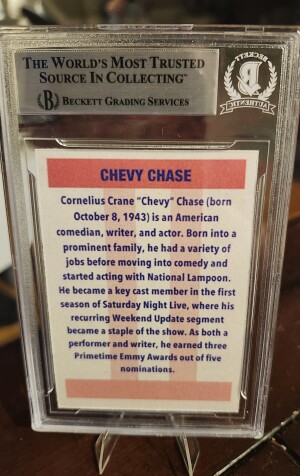 THE WORLD'S MOST TRUSTED
SOURCE IN COLLECTING™
B BECKETT GRADING SERVICES
BECKETT
AUTHENTIC
CHEVY CHASE
Cornelius Crane "Chevy" Chase (born
October 8, 1943) is an American
comedian, writer, and actor. Born into a
prominent family, he had a variety of
jobs before moving into comedy and
started acting with National Lampoon.
He became a key cast member in the first
season of Saturday Night Live, where his
recurring Weekend Update segment
became a staple of the show. As both a
performer and writer, he earned three
Primetime Emmy Awards out of five
nominations.